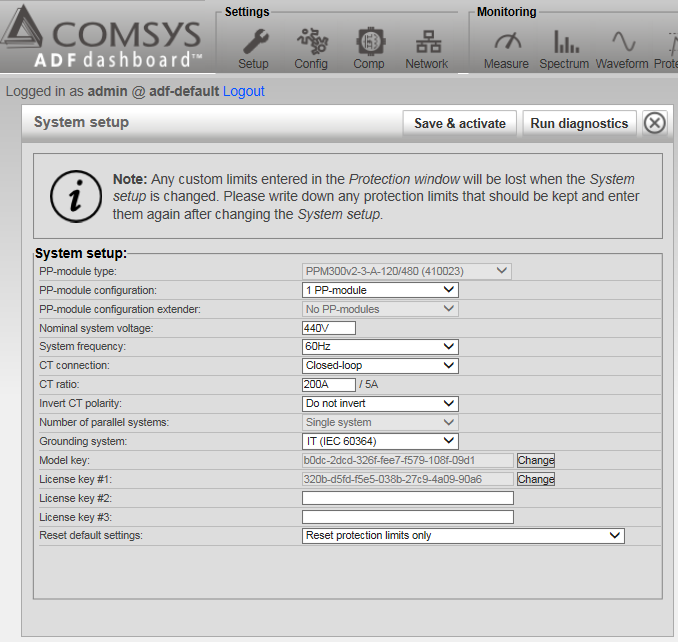 Settings
Monitoring
COMSYS
ADF dashboard™
Setup
Config
Comp
Network
Measure
Spectrum
Waveform
Prote
Logged in as admin @ adf-default Logout
System setup
Save & activate
Run diagnostics
Note: Any custom limits entered in the Protection window will be lost when the System
setup is changed. Please write down any protection limits that should be kept and enter
them again after changing the System setup.
System setup:
PP-module type: PPM300v2-3-A-120/480 (410023)
PP-module configuration: 1 PP-module
PP-module configuration extender: No PP-modules
Nominal system voltage: 440V
System frequency: 60Hz
CT connection: Closed-loop
CT ratio: 200A / 5A
Invert CT polarity: Do not invert
Number of parallel systems: Single system
Grounding system: IT (IEC 60364)
Model key: b0dc-2dcd-326f-fee7-f579-108f-09d1 Change
License key #1: 320b-d5fd-f5e5-038b-27c9-4a09-90a6 Change
License key #2:
License key #3:
Reset default settings: Reset protection limits only